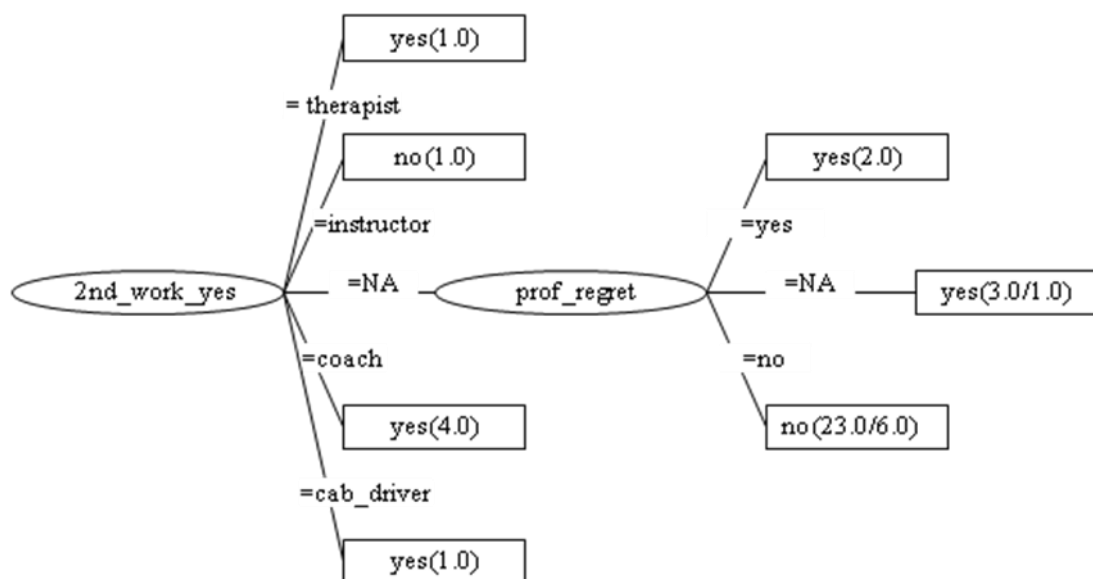 yes(1.0)
= therapist
no(1.0)
yes(2.0)
=instructor
=yes
2nd_work_yes
=NA
prof_regret
=NA
yes(3.0/1.0)
=coach
=no
yes(4.0)
no(23.0/6.0)
=cab_driver
yes(1.0)